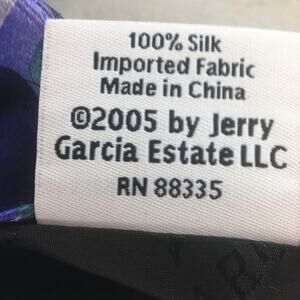 100% Silk
Imported Fabric
Made in China
©2005 by Jerry
Garcia Estate LLC
RN 88335